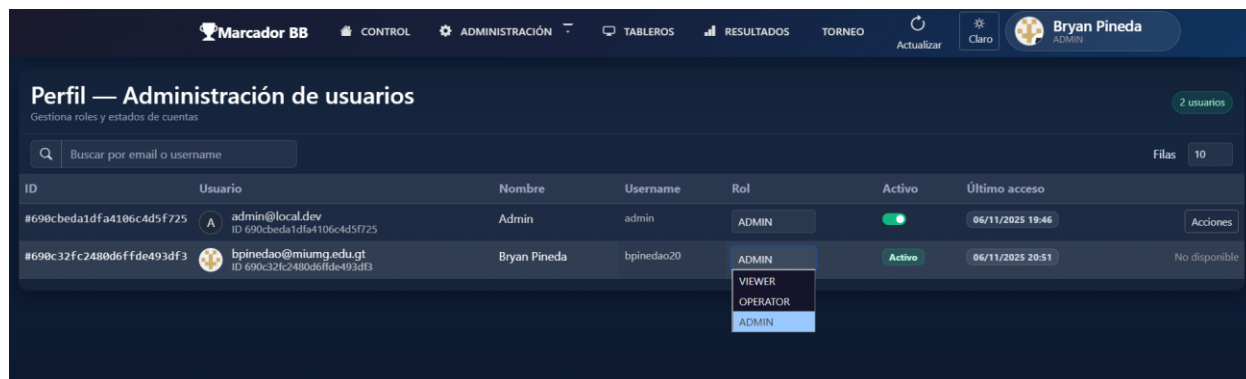 Marcador BB CONTROL ADMINISTRACIÓN TABLEROS RESULTADOS TORNEO Actualizar Claro Bryan Pineda
ADMIN
Perfil — Administración de usuarios
Gestiona roles y estados de cuentas
2 usuarios
Buscar por email o username Filas 10
ID Usuario Nombre Username Rol Activo Último acceso
#690cbeda1dfa4106c4d5f725 A admin@local.dev Admin admin ADMIN 06/11/2025 19:46 Acciones
ID 690cbeda1dfa4106c4d5f725
#690c32fc2480d6ffde493df3 bpinedao@miumg.edu.gt Bryan Pineda bpinedao20 ADMIN Activo 06/11/2025 20:51 No disponible
ID 690c32fc2480d6ffde493df3
VIEWER
OPERATOR
ADMIN